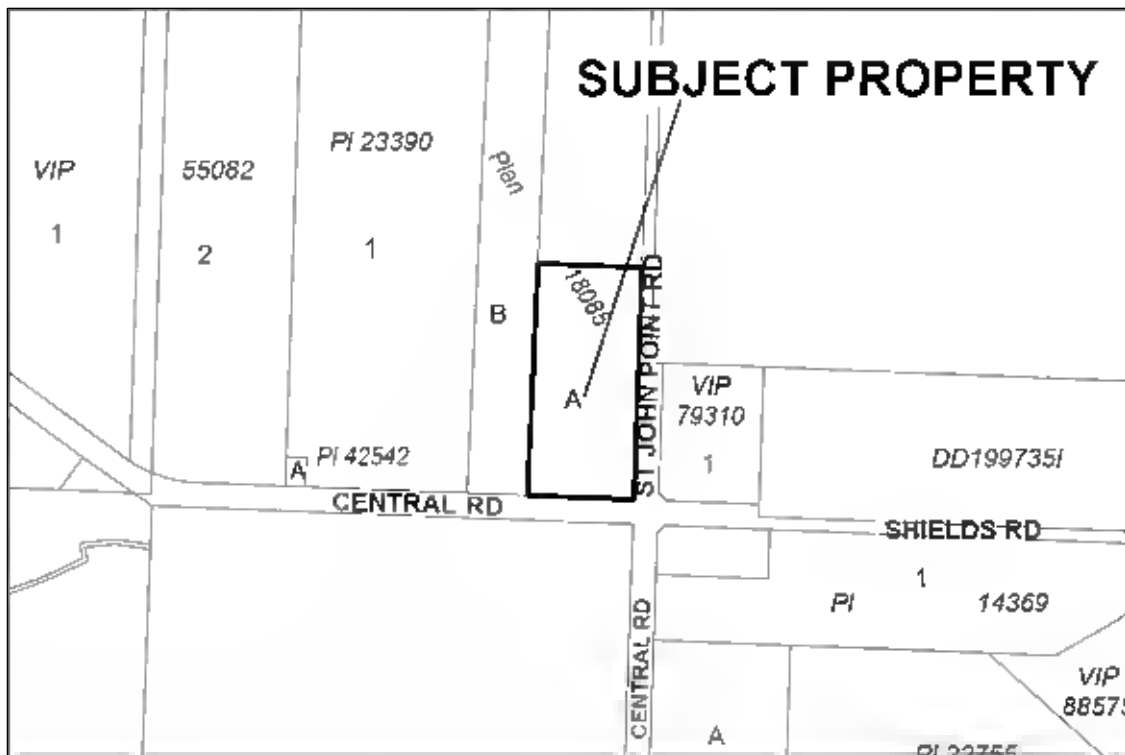 SUBJECT PROPERTY
Pl 23390
VIP
55082
Plan
1
2
1
18085
B
ST JOHN POINT RD
A
VIP
79310
1
A
Pl 42542
DD199735I
CENTRAL RD
SHIELDS RD
1
Pl
14369
CENTRAL RD
VIP
A